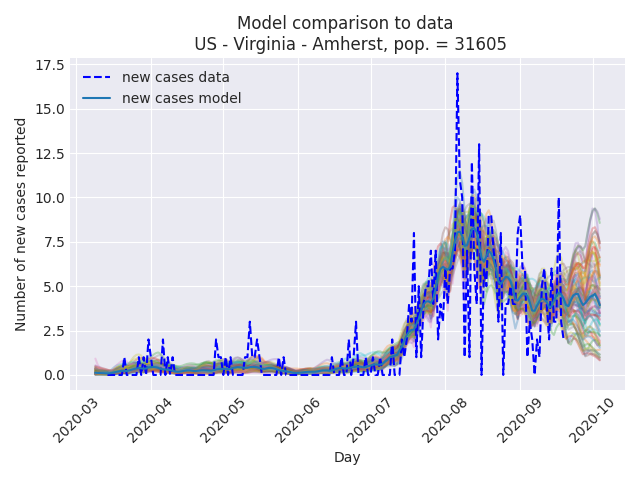 Model comparison to data
US - Virginia - Amherst, pop. = 31605
17.5
15.0
12.5
10.0
7.5
5.0
2.5
0.0
new cases data
new cases model
Number of new cases reported
2020-03
2020-04
2020-05
2020-06
2020-07
2020-08
2020-09
2020-10
Day